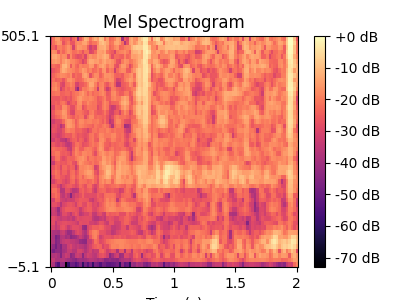 Mel Spectrogram
505.1
-5.1
0
0.5
1
1.5
2
+0 dB
-10 dB
-20 dB
-30 dB
-40 dB
-50 dB
-60 dB
-70 dB